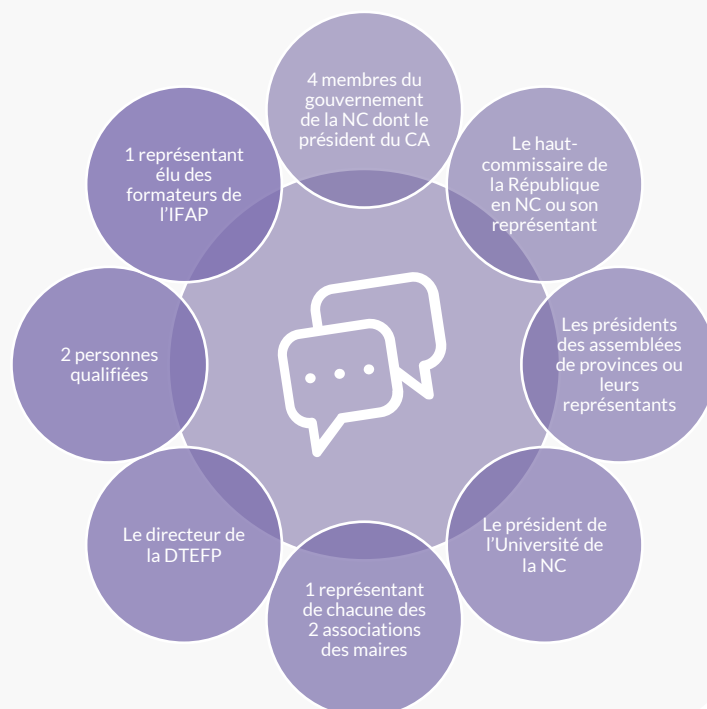 4 membres du
gouvernement
de la NC dont le
président du CA
Le haut-
commissaire de
la République
en NC ou son
représentant
Les présidents
des assemblées
de provinces ou
leurs
représentants
Le président de
l'Université de
la NC
1 représentant
de chacune des
2 associations
des maires
Le directeur de
la DTEFP
2 personnes
qualifiées
1 représentant
élu des
formateurs de
l'IFAP